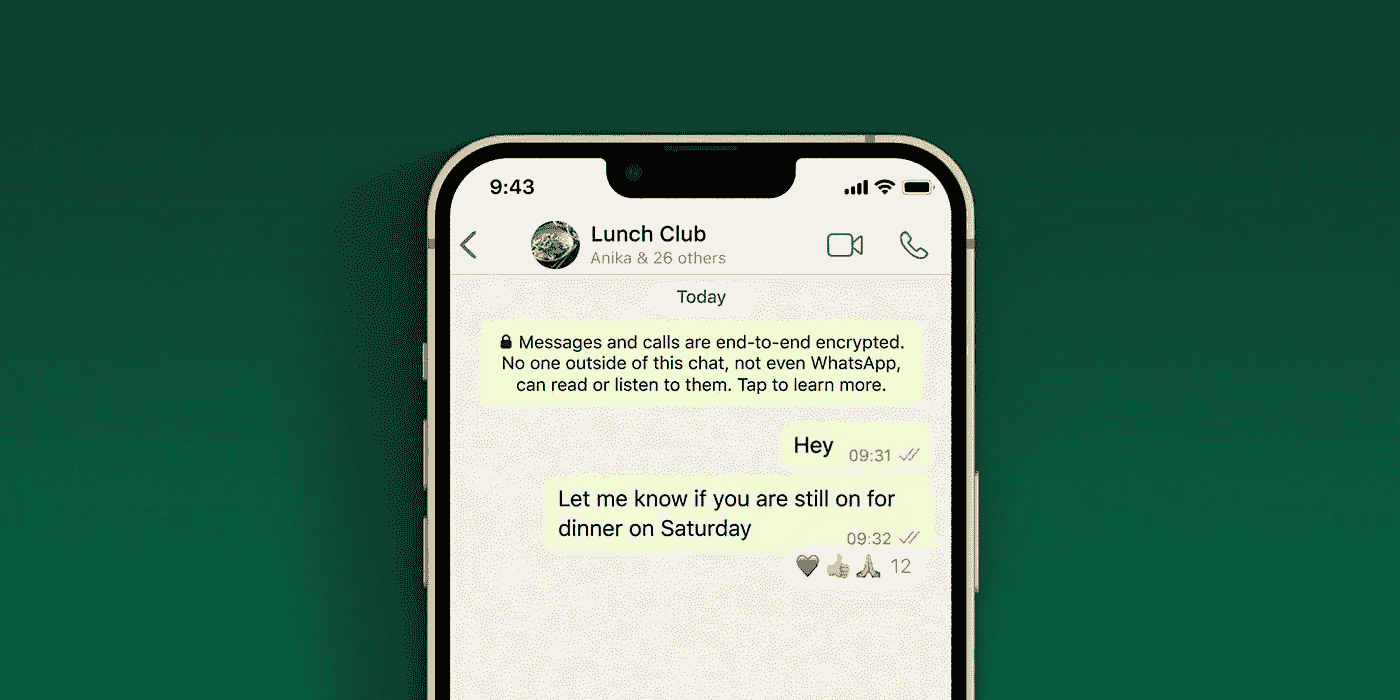 9:43
Lunch Club
Anika & 26 others
Today
Messages and calls are end-to-end encrypted.
No one outside of this chat, not even WhatsApp,
can read or listen to them. Tap to learn more.
Hey 09:31
Let me know if you are still on for
dinner on Saturday 09:32
12